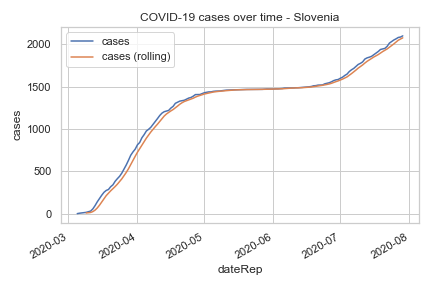 COVID-19 cases over time - Slovenia
cases
cases (rolling)
2000
1500
1000
500
0
cases
2020-03
2020-04
2020-05
2020-06
2020-07
2020-08
dateRep